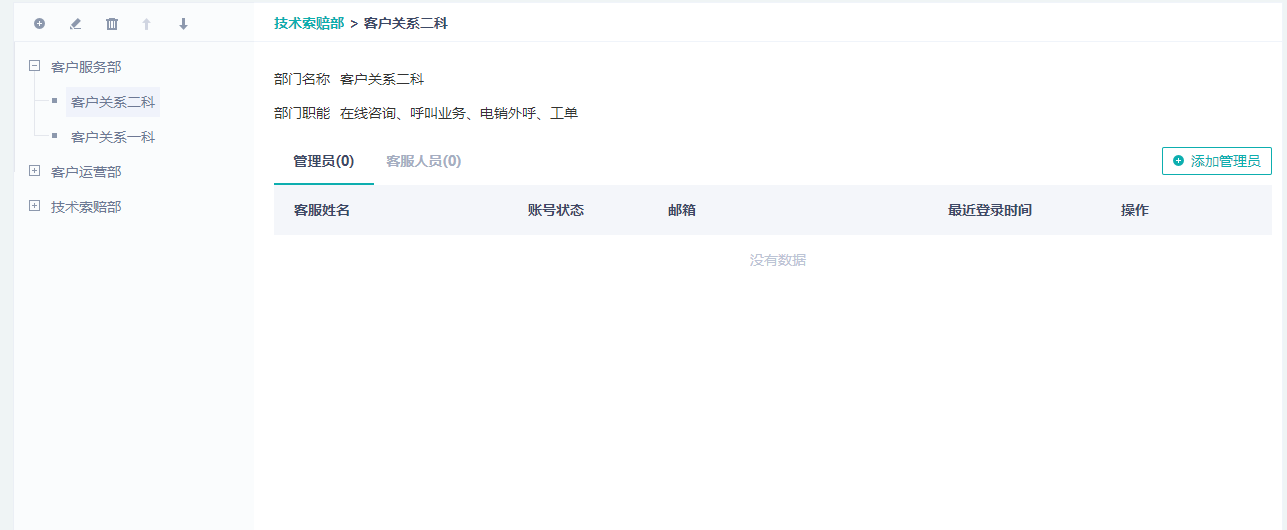 技术索赔部 > 客户关系二科
客户服务部
客户关系二科
客户关系一科
客户运营部
技术索赔部
部门名称 客户关系二科
部门职能 在线咨询、呼叫业务、电销外呼、工单
管理员(0) 客服人员(0) 添加管理员
客服姓名 账号状态 邮箱 最近登录时间 操作
没有数据